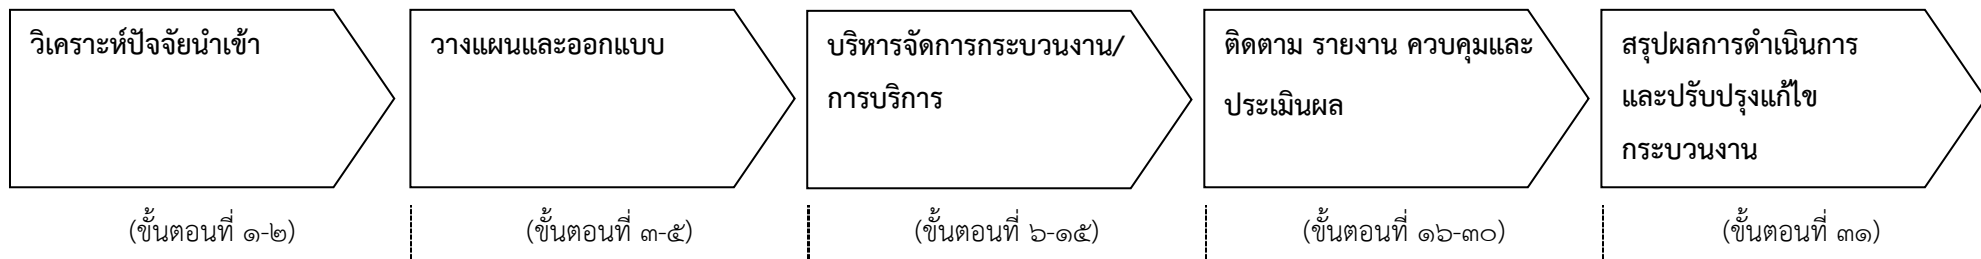 วิเคราะห์ปัจจัยนำเข้า
วางแผนและออกแบบ
บริหารจัดการกระบวนงาน/
การบริการ
ติดตาม รายงาน ควบคุมและ
ประเมินผล
สรุปผลการดำเนินการ
และปรับปรุงแก้ไข
กระบวนงาน
(ขั้นตอนที่ ๑-๒)
(ขั้นตอนที่ ๓-๕)
(ขั้นตอนที่ ๖-๑๕)
(ขั้นตอนที่ ๑๖-๓๐)
(ขั้นตอนที่ ๓๑)